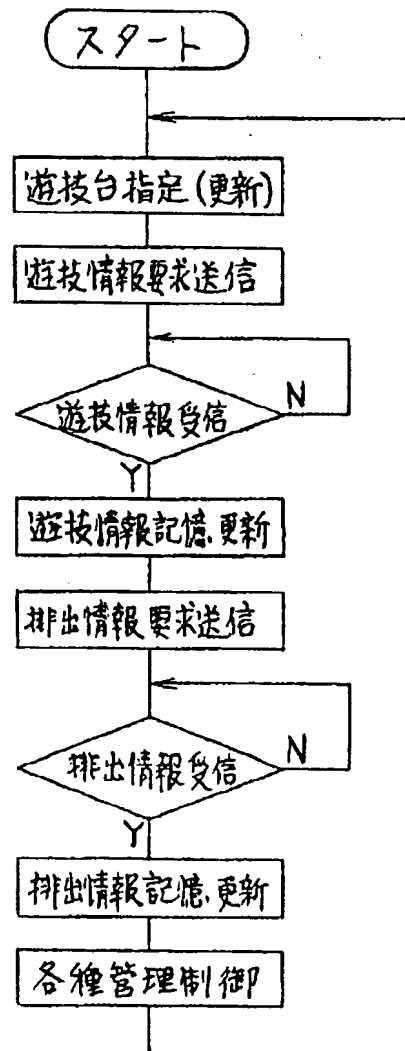 スタート
遊技台指定(更新)
遊技情報要求送信
遊技情報受信
N
Y
遊技情報記憶、更新
排出情報要求送信
排出情報受信
N
Y
排出情報記憶、更新
各種管理制御